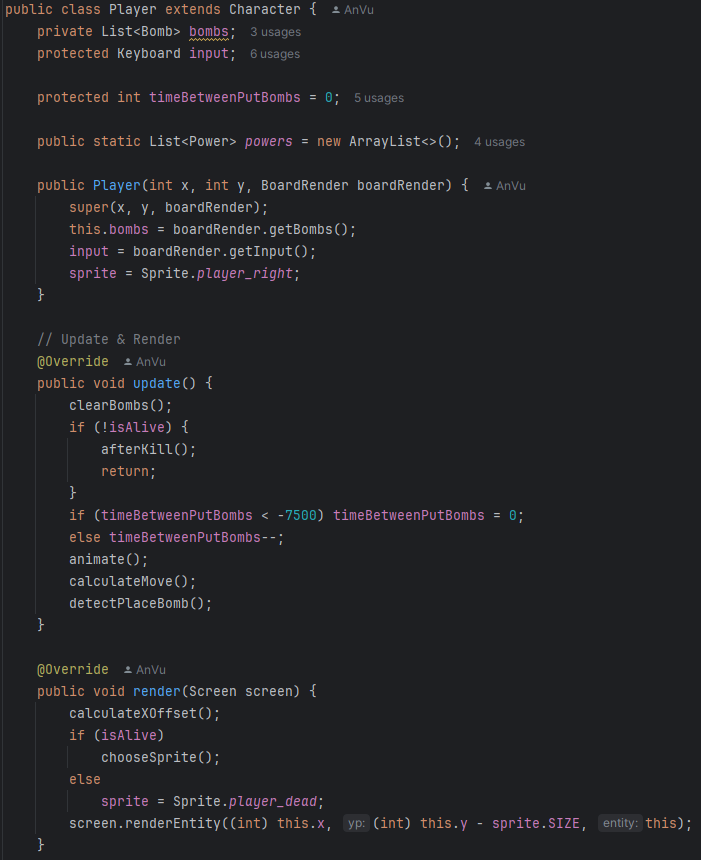 public class Player extends Character {  AnVu
    private List<Bomb> bombs;  3 usages
    protected Keyboard input;  6 usages

    protected int timeBetweenPutBombs = 0;  5 usages

    public static List<Power> powers = new ArrayList<>();  4 usages

    public Player(int x, int y, BoardRender boardRender) {  AnVu
        super(x, y, boardRender);
        this.bombs = boardRender.getBombs();
        input = boardRender.getInput();
        sprite = Sprite.player_right;
    }

    // Update & Render
    @Override  AnVu
    public void update() {
        clearBombs();
        if (!isAlive) {
            afterKill();
            return;
        }
        if (timeBetweenPutBombs < -7500) timeBetweenPutBombs = 0;
        else timeBetweenPutBombs--;
        animate();
        calculateMove();
        detectPlaceBomb();
    }

    @Override  AnVu
    public void render(Screen screen) {
        calculateXOffset();
        if (isAlive)
            chooseSprite();
        else
            sprite = Sprite.player_dead;
        screen.renderEntity((int) this.x, yp: (int) this.y - sprite.SIZE, entity: this);
    }